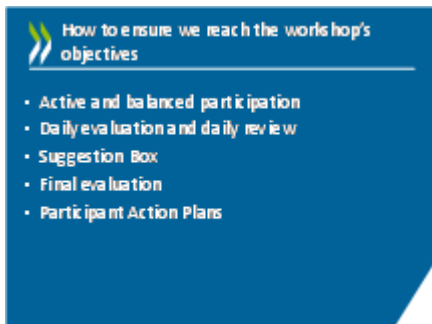 How to ensure we reach the workshop's
objectives
• Active and balanced participation
• Daily evaluation and daily review
• Suggestion Box
• Final evaluation
• Participant Action Plans